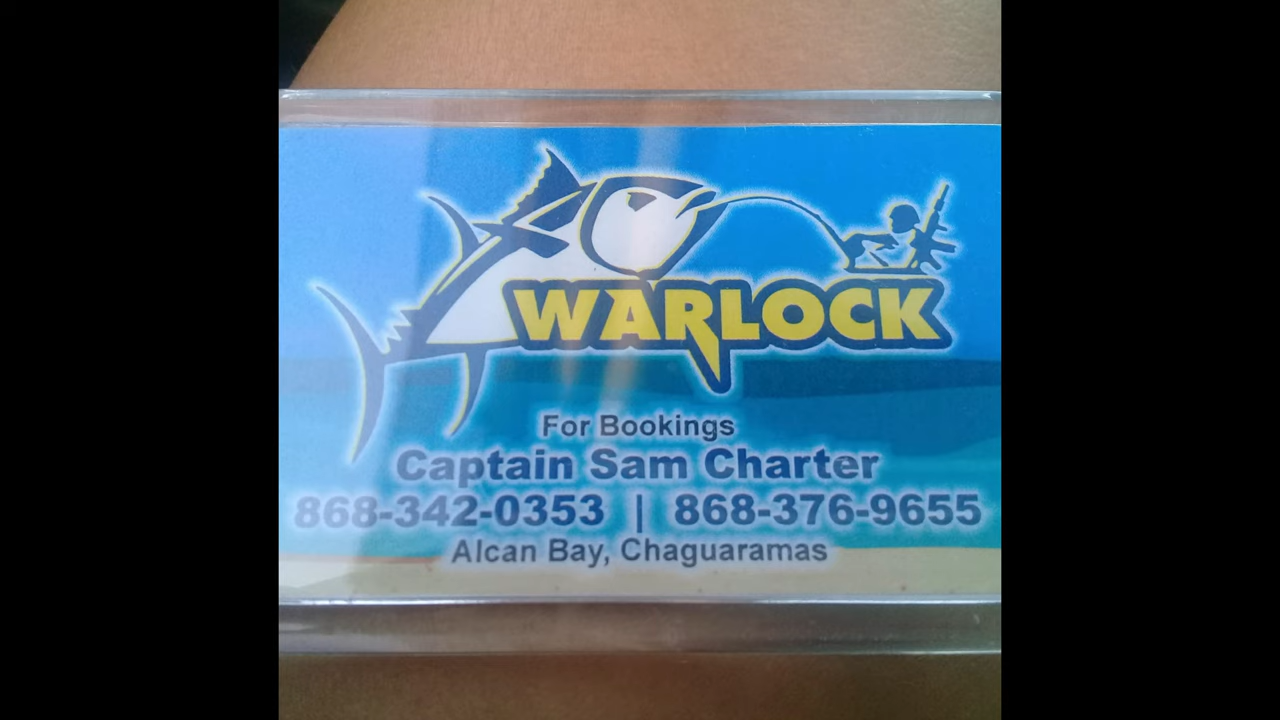 WARLOCK
For Bookings
Captain Sam Charter
868-342-0353 | 868-376-9655
Alcan Bay, Chaguaramas